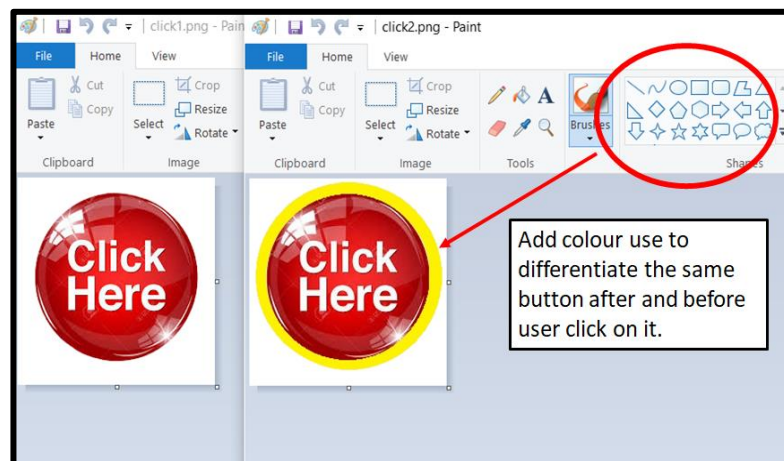 click1.png - Pain
File
Home
View
Paste
Cut
Copy
Clipboard
Select
Crop
Resize
Rotate
Image
Click
Here
click2.png - Paint
File
Home
View
Paste
Cut
Copy
Clipboard
Select
Crop
Resize
Rotate
Image
A
Tools
Brushes
Shapes
Click
Here
Add colour use to
differentiate the same
button after and before
user click on it.